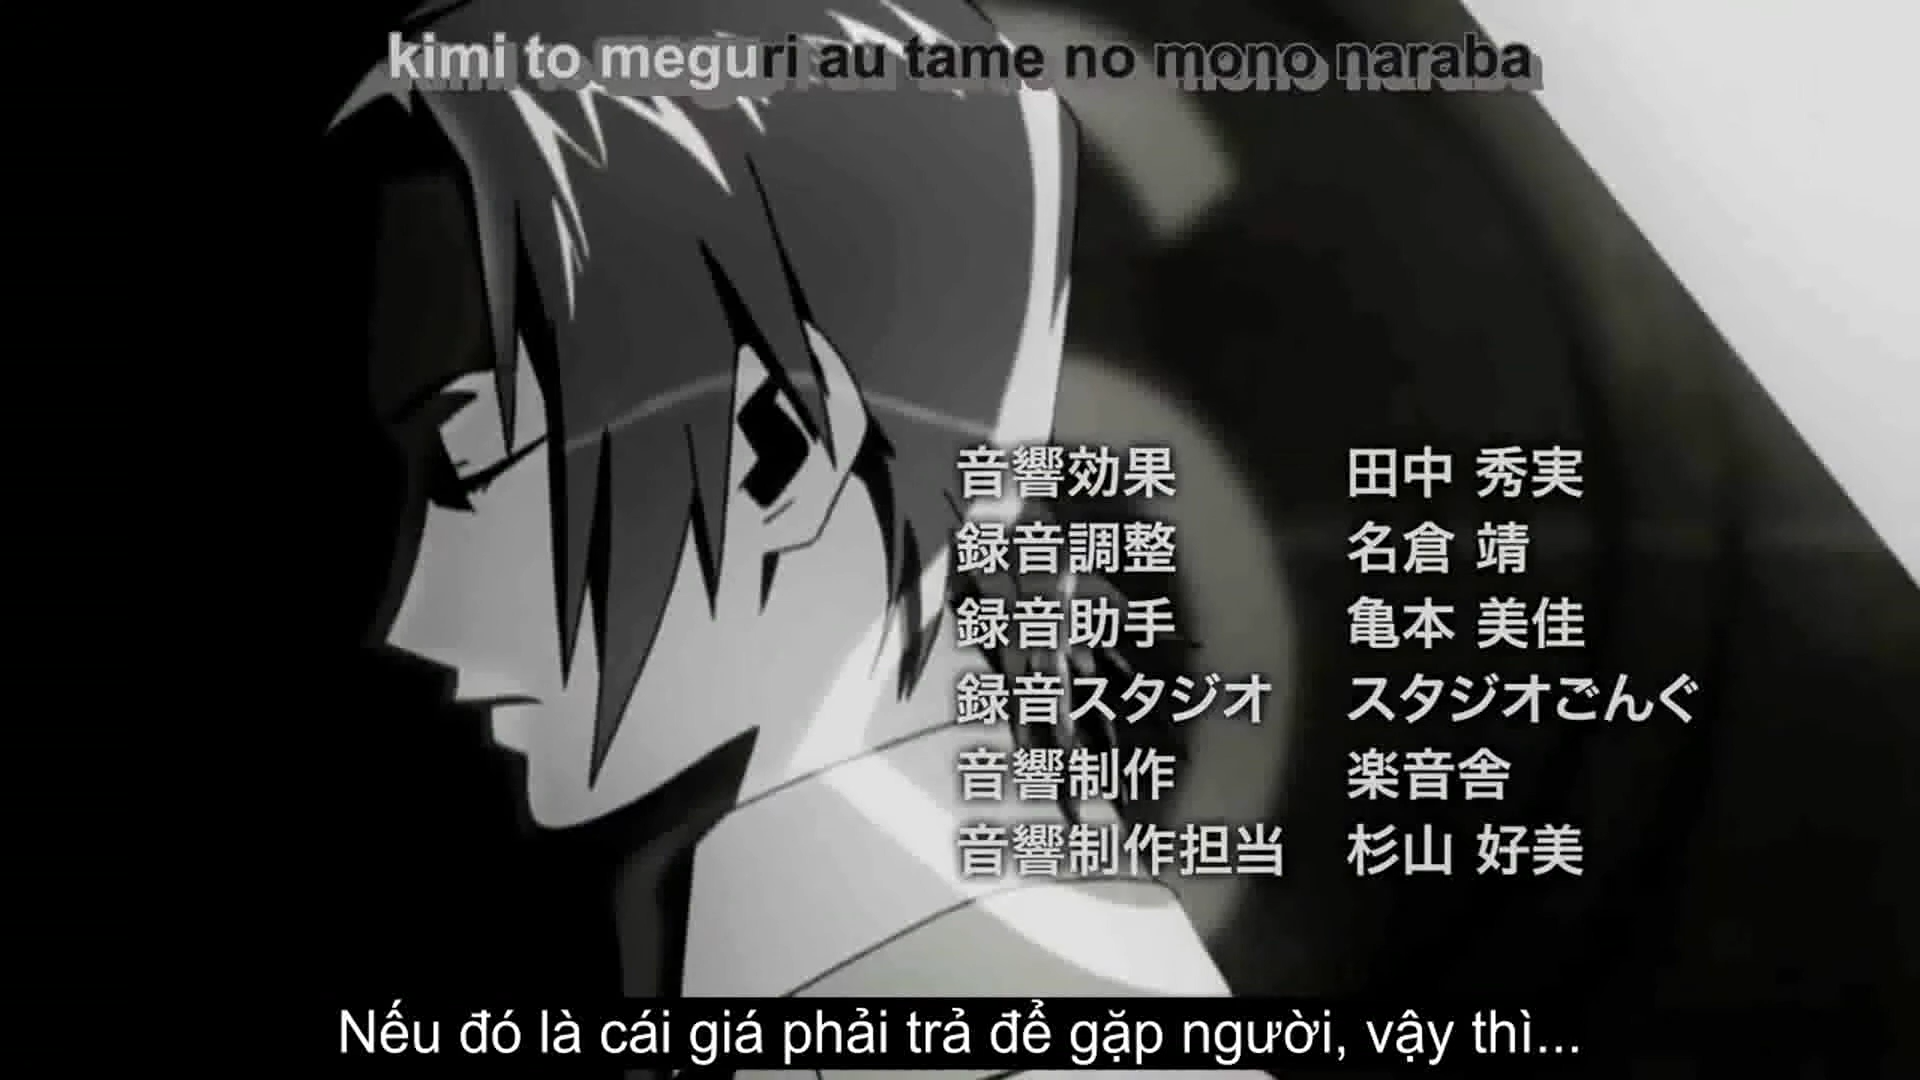 kimi to meguri au tame no mono naraba
音響効果 田中 秀実
録音調整 名倉 靖
録音助手 亀本 美佳
録音スタジオ スタジオごんぐ
音響制作 楽音舎
音響制作担当 杉山 好美
Nếu đó là cái giá phải trả để gặp người, vậy thì...